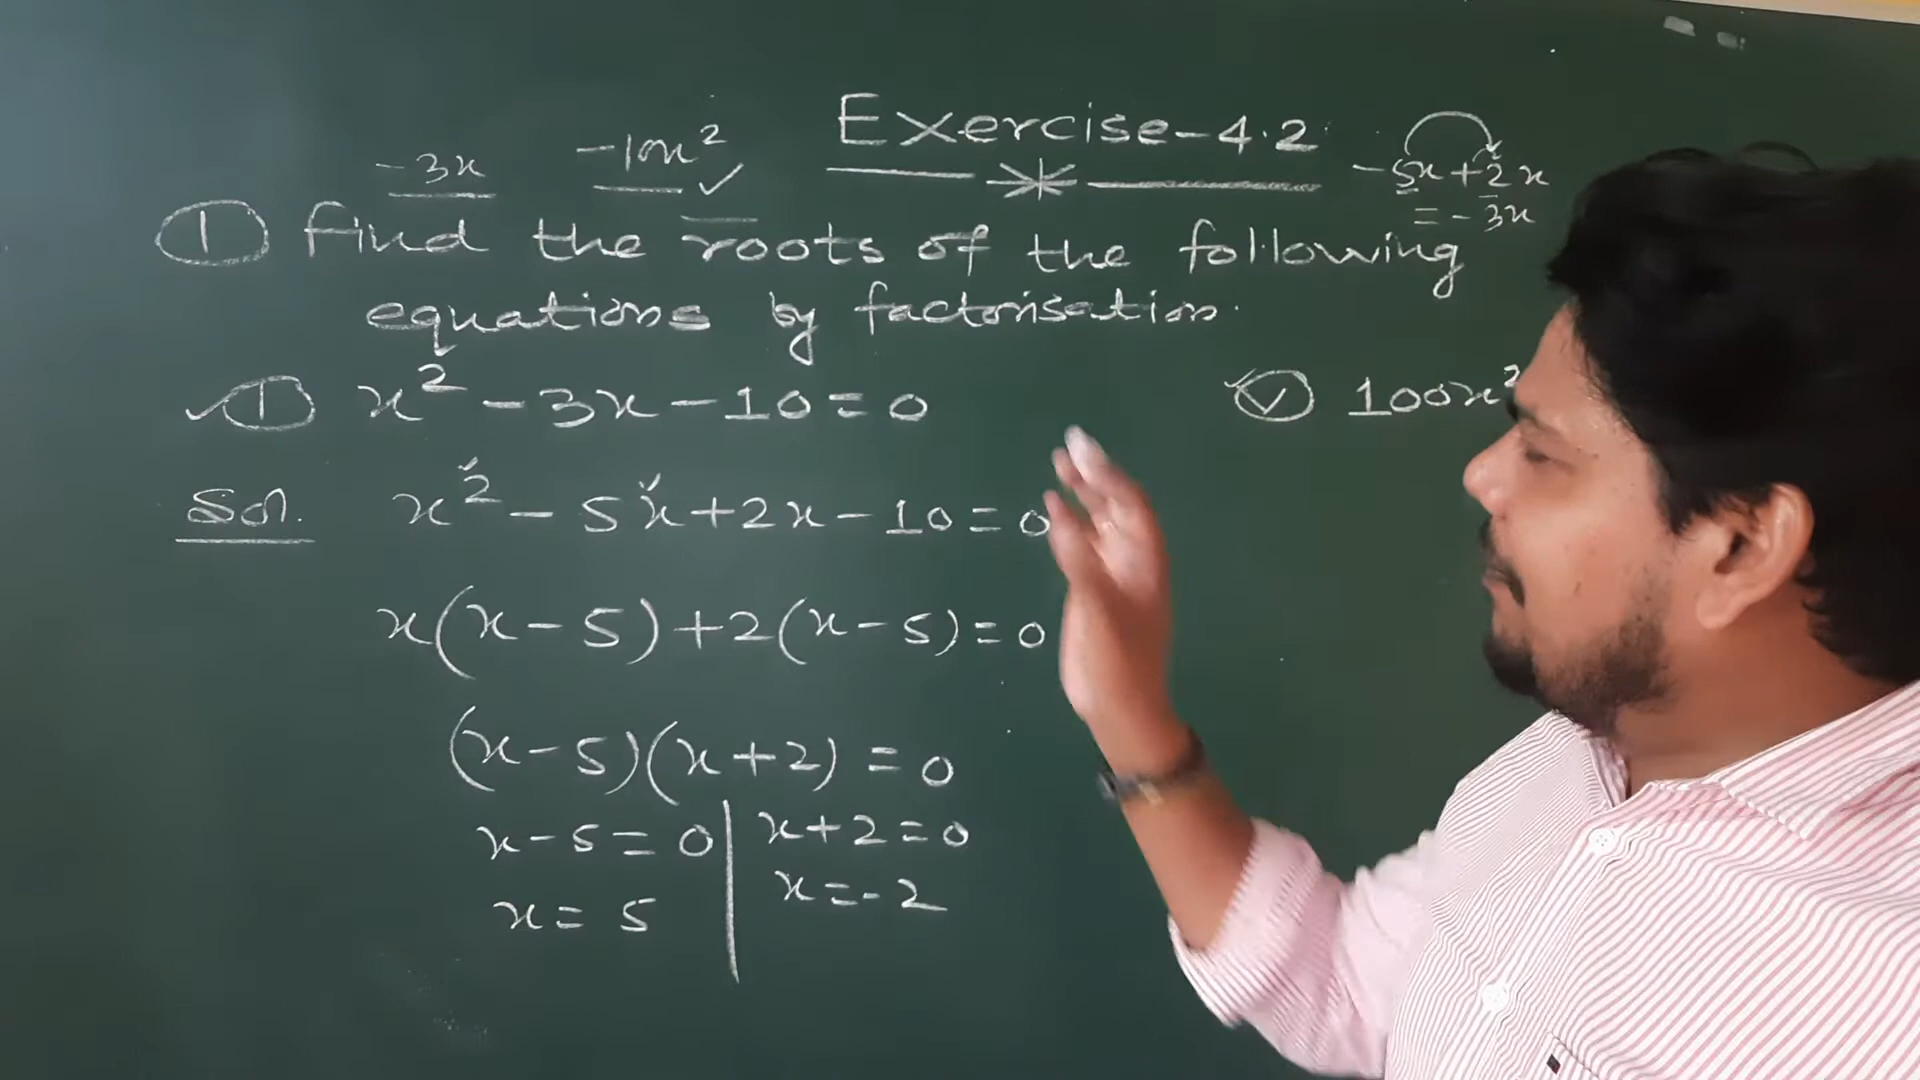 Exercise-4.2
-3x
-10x²✓
-5x+2x
=-3x
① Find the roots of the following
equations by factorisation.
✓① x²-3x-10=0
✓Ⓥ 100x²
Sol. x²-5x+2x-10=0
x(x-5)+2(x-5)=0
(x-5)(x+2)=0
x-5=0 | x+2=0
x=5 | x=-2